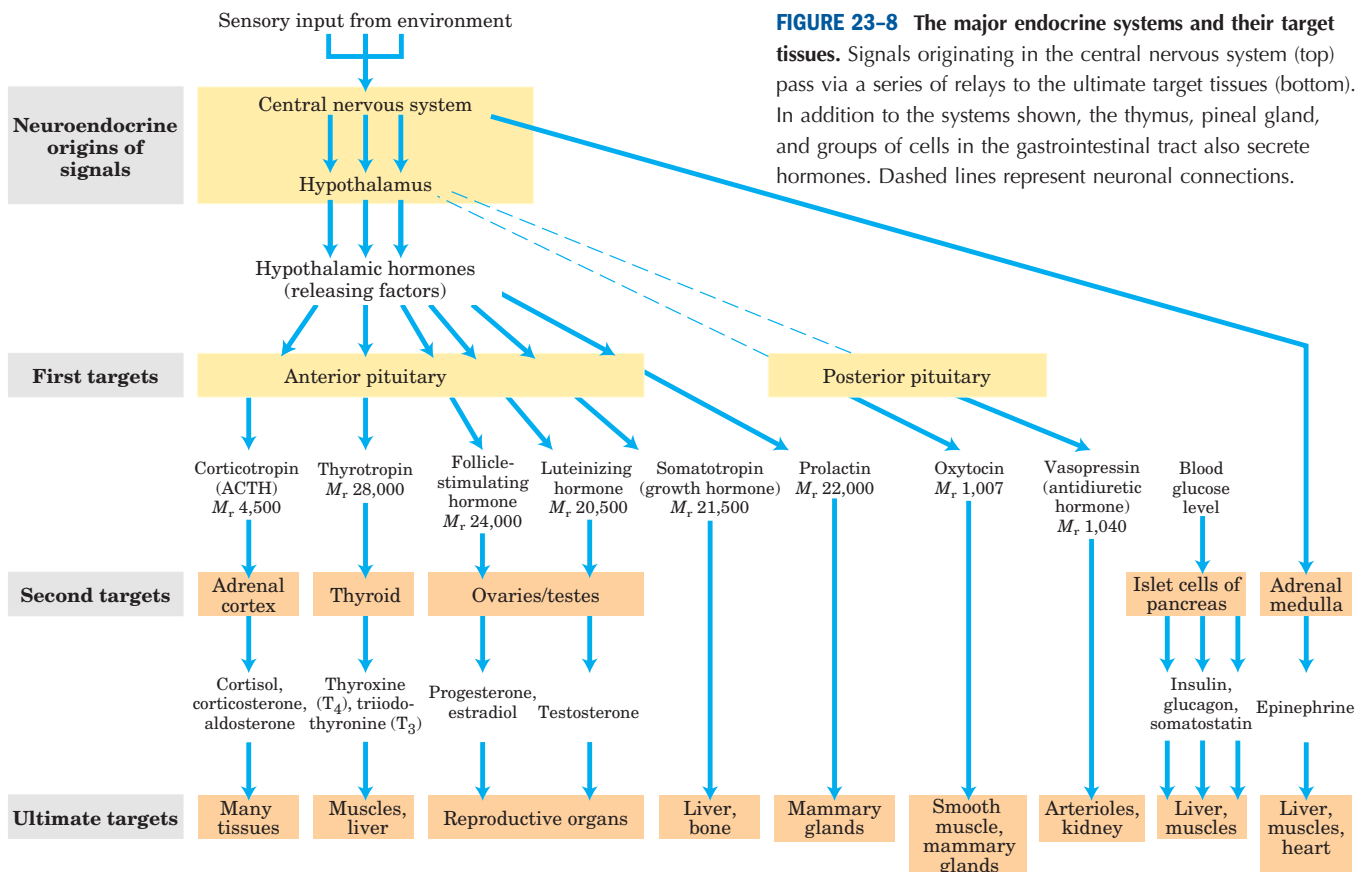 Sensory input from environment
FIGURE 23–8 The major endocrine systems and their target
tissues. Signals originating in the central nervous system (top)
pass via a series of relays to the ultimate target tissues (bottom).
In addition to the systems shown, the thymus, pineal gland,
and groups of cells in the gastrointestinal tract also secrete
hormones. Dashed lines represent neuronal connections.
Neuroendocrine
origins of
signals
Central nervous system
Hypothalamus
Hypothalamic hormones
(releasing factors)
First targets
Anterior pituitary
Posterior pituitary
Corticotropin
(ACTH)
Mr 4,500
Thyrotropin
Mr 28,000
Follicle-
stimulating
hormone
Mr 24,000
Luteinizing
hormone
Mr 20,500
Somatotropin
(growth hormone)
Mr 21,500
Prolactin
Mr 22,000
Oxytocin
Mr 1,007
Vasopressin
(antidiuretic
hormone)
Mr 1,040
Blood
glucose
level
Second targets
Adrenal
cortex
Thyroid
Ovaries/testes
Islet cells of
pancreas
Adrenal
medulla
Cortisol,
corticosterone,
aldosterone
Thyroxine
(T4), triiodo-
thyronine (T3)
Progesterone,
estradiol
Testosterone
Insulin,
glucagon,
somatostatin
Epinephrine
Ultimate targets
Many
tissues
Muscles,
liver
Reproductive organs
Liver,
bone
Mammary
glands
Smooth
muscle,
mammary
glands
Arterioles,
kidney
Liver,
muscles
Liver,
muscles,
heart